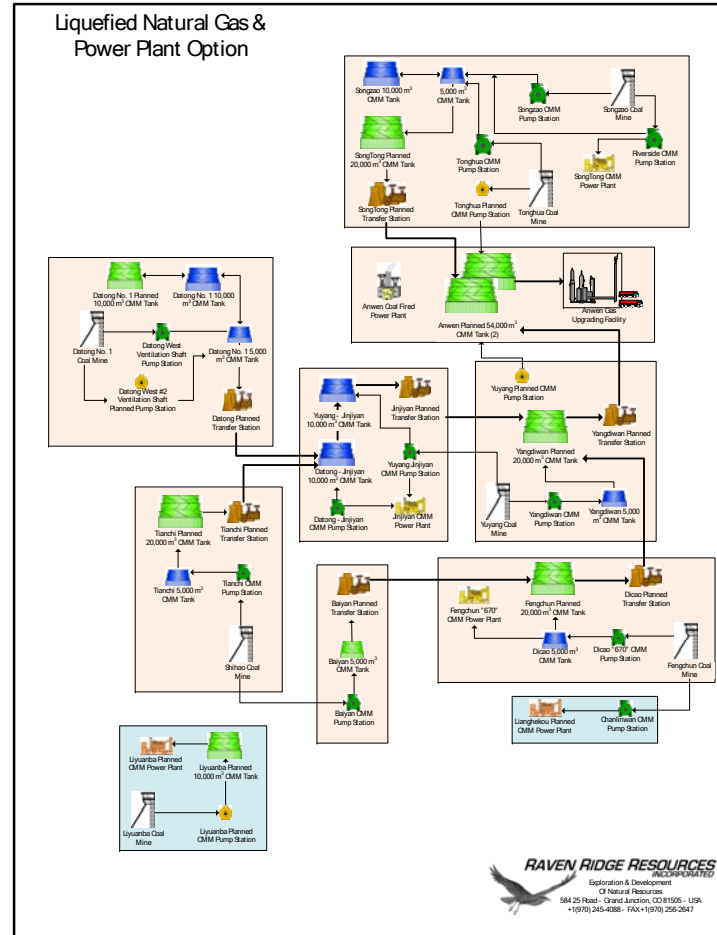 Liquefied Natural Gas &
Power Plant Option
Songzao 10,000 m³
CMM Tank
5,000 m³
CMM Tank
Songzao CMM
Pump Station
Songzao Coal
Mine
SongTong Planned
20,000 m³ CMM Tank
Tonghua CMM
Pump Station
SongTong CMM
Power Plant
Riverside CMM
Pump Station
SongTong Planned
Transfer Station
Tonghua Planned
CMM Pump Station
Tonghua Coal
Mine
Anwen Coal Fired
Power Plant
Anwen Planned 54,000 m³
CMM Tank (2)
Anwen Gas
Upgrading Facility
Datong No. 1 Planned
10,000 m³ CMM Tank
Datong No. 1 10,000
m³ CMM Tank
Datong No. 1
Coal Mine
Datong West
Ventilation Shaft
Pump Station
Datong No. 1 5,000
m³ CMM Tank
Datong West #2
Ventilation Shaft
Planned Pump Station
Datong Planned
Transfer Station
Yuyang Planned CMM
Pump Station
Yuyang - Jinjiyan
10,000 m³ CMM Tank
Jinjiyan Planned
Transfer Station
Datong - Jinjiyan
10,000 m³ CMM Tank
Yuyang Jinjiyan
CMM Pump Station
Datong - Jinjiyan
CMM Pump Station
Jinjiyan CMM
Power Plant
Yangdiwan Planned
20,000 m³ CMM Tank
Yangdiwan Planned
Transfer Station
Yuyang Coal
Mine
Yangdiwan CMM
Pump Station
Yangdiwan 5,000
m³ CMM Tank
Tianchi Planned
20,000 m³ CMM Tank
Tianchi Planned
Transfer Station
Tianchi 5,000 m³
CMM Tank
Tianchi CMM
Pump Station
Shihao Coal
Mine
Baiyan Planned
Transfer Station
Baiyan 5,000 m³
CMM Tank
Baiyan CMM
Pump Station
Fengchun "670"
CMM Power Plant
Fengchun Planned
20,000 m³ CMM Tank
Dicao Planned
Transfer Station
Dicao 5,000 m³
CMM Tank
Dicao "670" CMM
Pump Station
Fengchun Coal
Mine
Lianghekou Planned
CMM Power Plant
Chanlinwan CMM
Pump Station
Liyuanba Planned
CMM Power Plant
Liyuanba Planned
10,000 m³ CMM Tank
Liyuanba Coal
Mine
Liyuanba Planned
CMM Pump Station
RAVEN RIDGE RESOURCES
INCORPORATED
Exploration & Development
Of Natural Resources
584 25 Road - Grand Junction, CO 81505 - USA
+1(970) 245-4088 - FAX +1(970) 256-2647